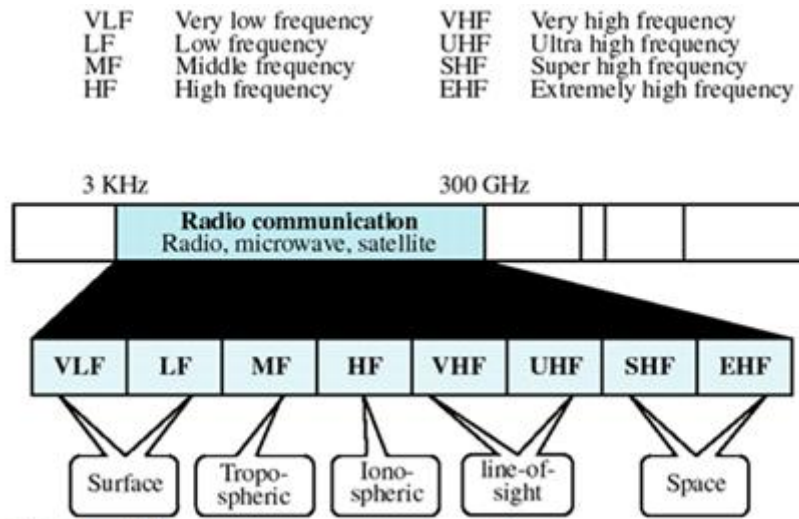 VLF Very low frequency
LF Low frequency
MF Middle frequency
HF High frequency
VHF Very high frequency
UHF Ultra high frequency
SHF Super high frequency
EHF Extremely high frequency
3 KHz
300 GHz
Radio communication
Radio, microwave, satellite
VLF LF MF HF VHF UHF SHF EHF
Surface
Tropo-
spheric
Iono-
spheric
line-of-
sight
Space